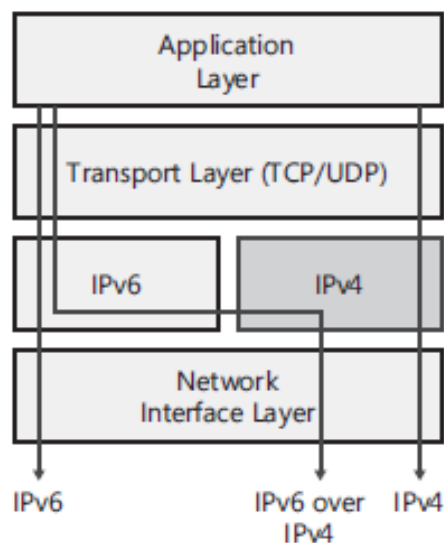 Application
Layer
Transport Layer (TCP/UDP)
IPv6
IPv4
Network
Interface Layer
IPv6
IPv6 over
IPv4
IPv4